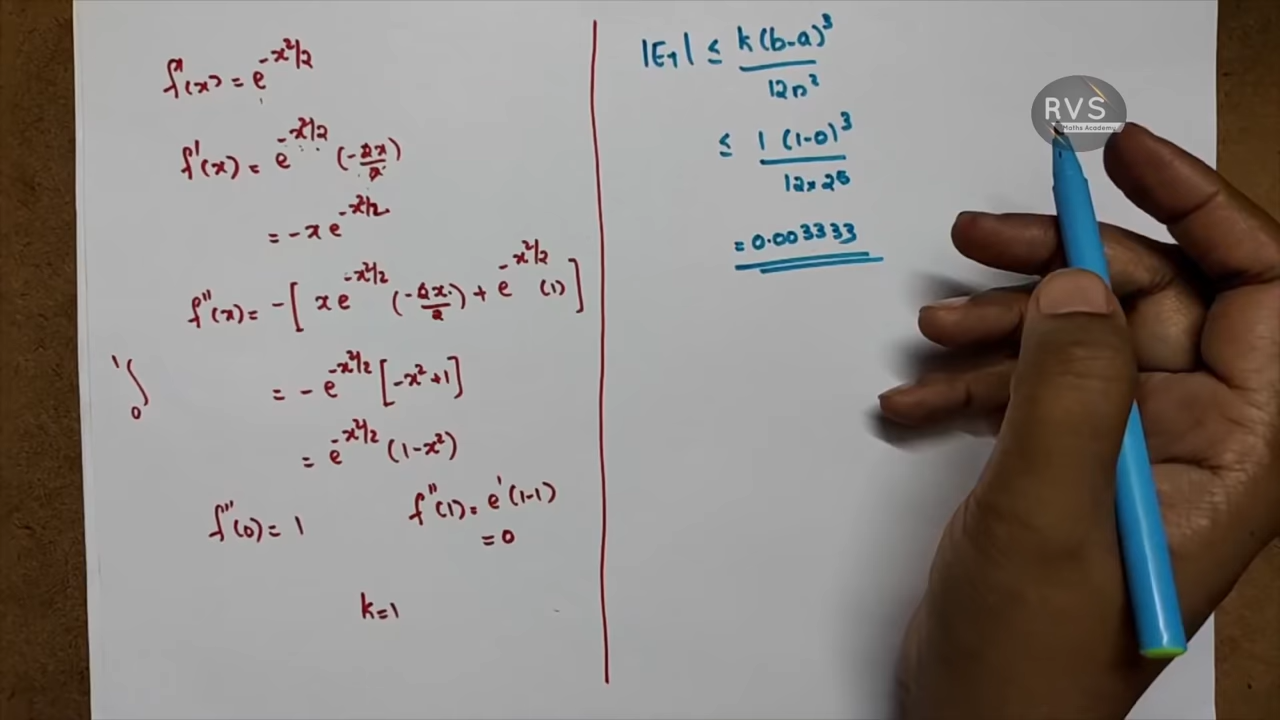 f(x) = e^{-x²/2}
f'(x) = e^{-x²/2} (-2x/2)
= -x e^{-x²/2}
f''(x) = -[ x e^{-x²/2} (-2x/2) + e^{-x²/2} (1) ]
1 ∫ 0
= - e^{-x²/2} [-x² + 1]
= e^{-x²/2} (1-x²)
f''(0) = 1
f''(1) = e^1 (1-1)
= 0
k=1
|E_T| ≤ k(b-a)³ / 12n²
≤ 1 (1-0)³ / 12×25
= 0.003333
RVS
Maths Academy